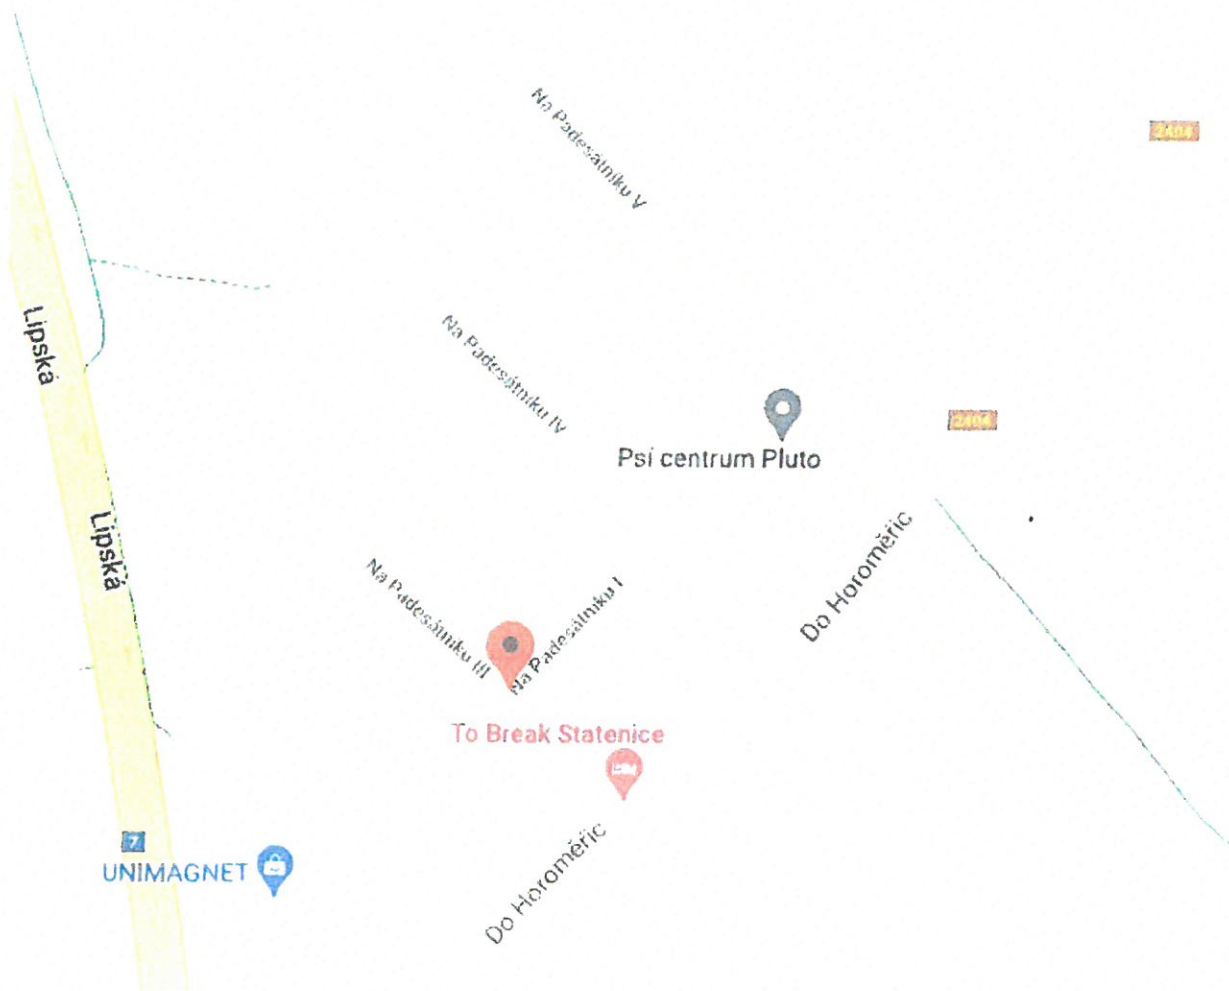 Na Padesátníku V
2404
Lipská
Na Padesátníku IV
2404
Psí centrum Pluto
Lipská
Do Horoměřic
Na Padesátníku III
Na Padesátníku I
To Break Statenice
7
UNIMAGNET
Do Horoměřic